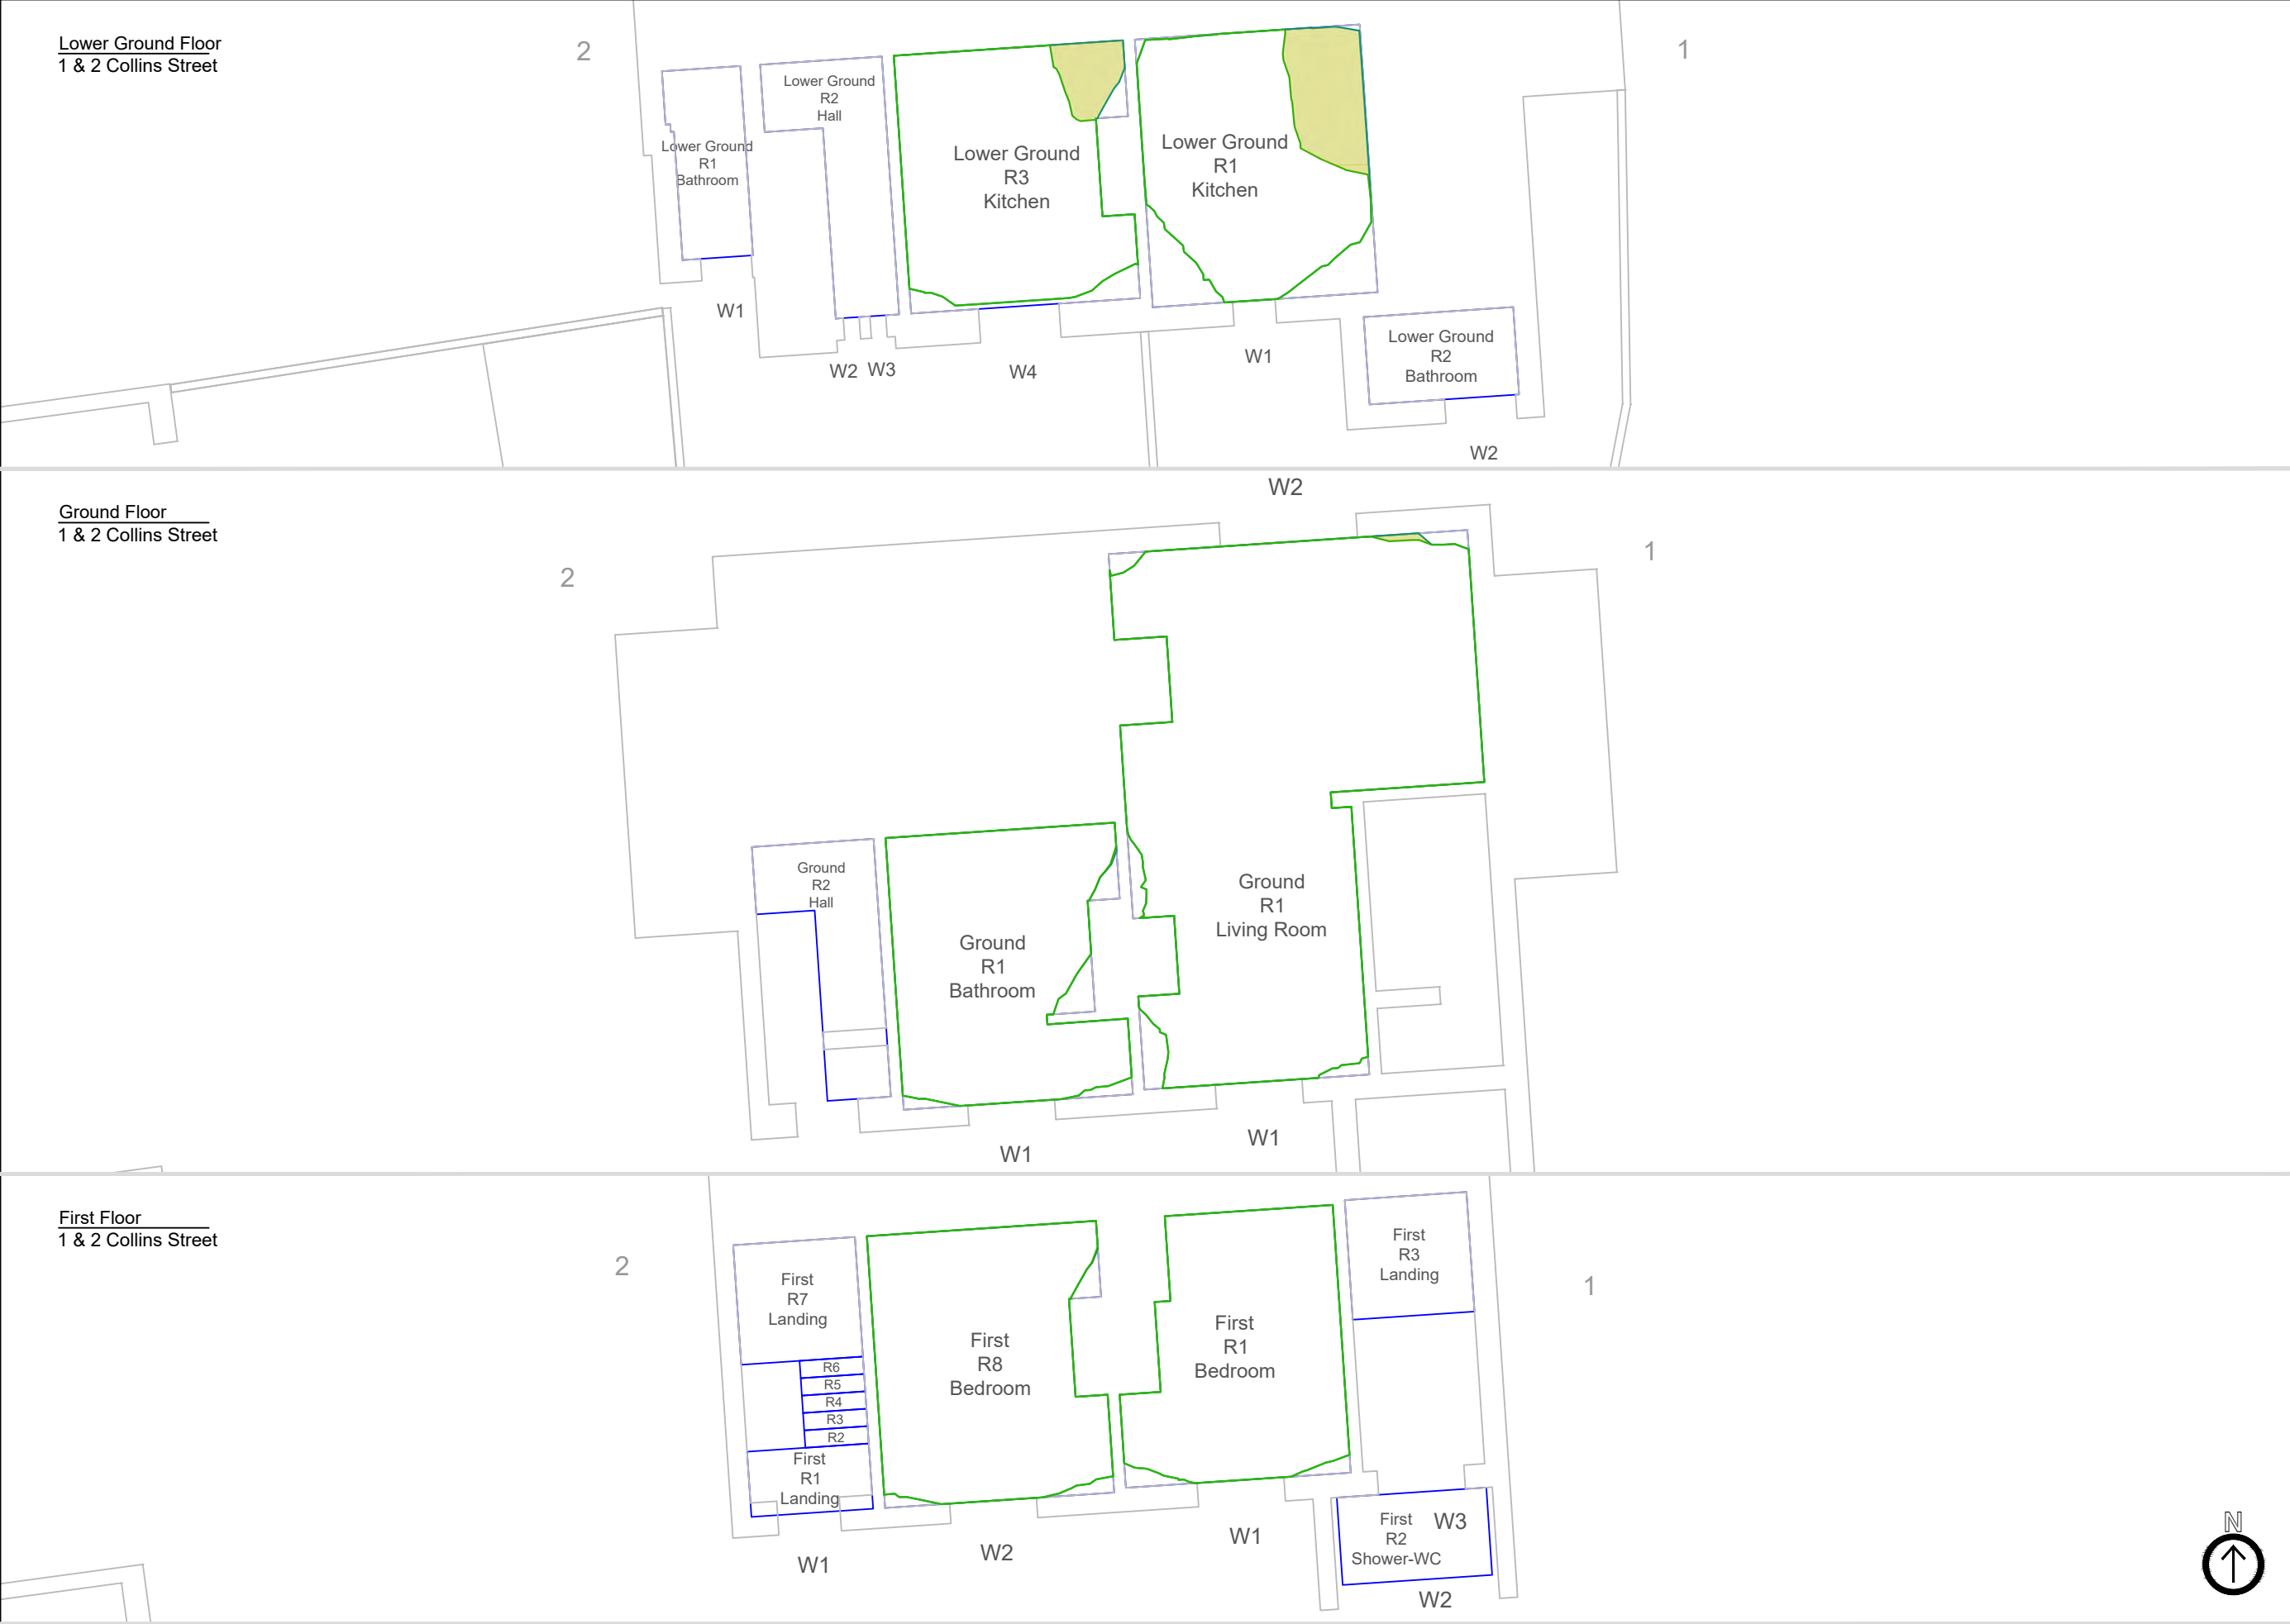 Lower Ground Floor
1 & 2 Collins Street
2
1
Lower Ground
R1
Bathroom
Lower Ground
R2
Hall
Lower Ground
R3
Kitchen
Lower Ground
R1
Kitchen
Lower Ground
R2
Bathroom
W1
W2
W3
W4
W1
W2
Ground Floor
1 & 2 Collins Street
W2
2
1
Ground
R2
Hall
Ground
R1
Bathroom
Ground
R1
Living Room
W1
W1
First Floor
1 & 2 Collins Street
2
1
First
R7
Landing
R6
R5
R4
R3
R2
First
R1
Landing
First
R8
Bedroom
First
R1
Bedroom
First
R3
Landing
First
R2
Shower-WC
W3
W1
W2
W1
W2
N